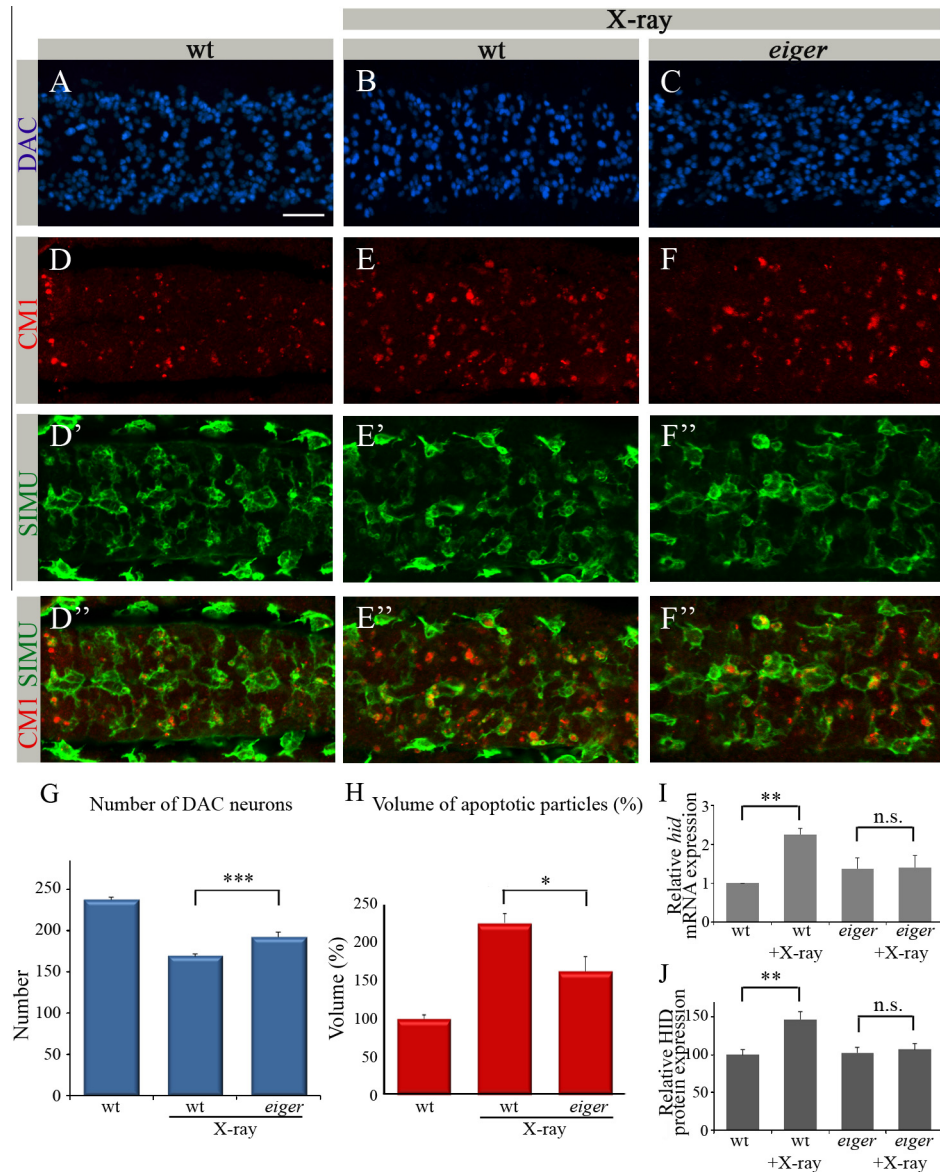 X-ray
wt
wt
eiger
DAC
A
B
C
CM1
D
E
F
SIMU
D’
E’
F’’
CM1 SIMU
D’’
E’’
F’’
G
Number of DAC neurons
Number
250
200
150
100
50
0
***
wt
wt
eiger
X-ray
H
Volume of apoptotic particles (%)
Volume (%)
250
200
150
100
50
0
*
wt
wt
eiger
X-ray
I
Relative hid
mRNA expression
3
2
1
0
**
n.s.
wt
wt
eiger
eiger
+X-ray
+X-ray
J
Relative HID
protein expression
150
100
50
0
**
n.s.
wt
wt
eiger
eiger
+X-ray
+X-ray